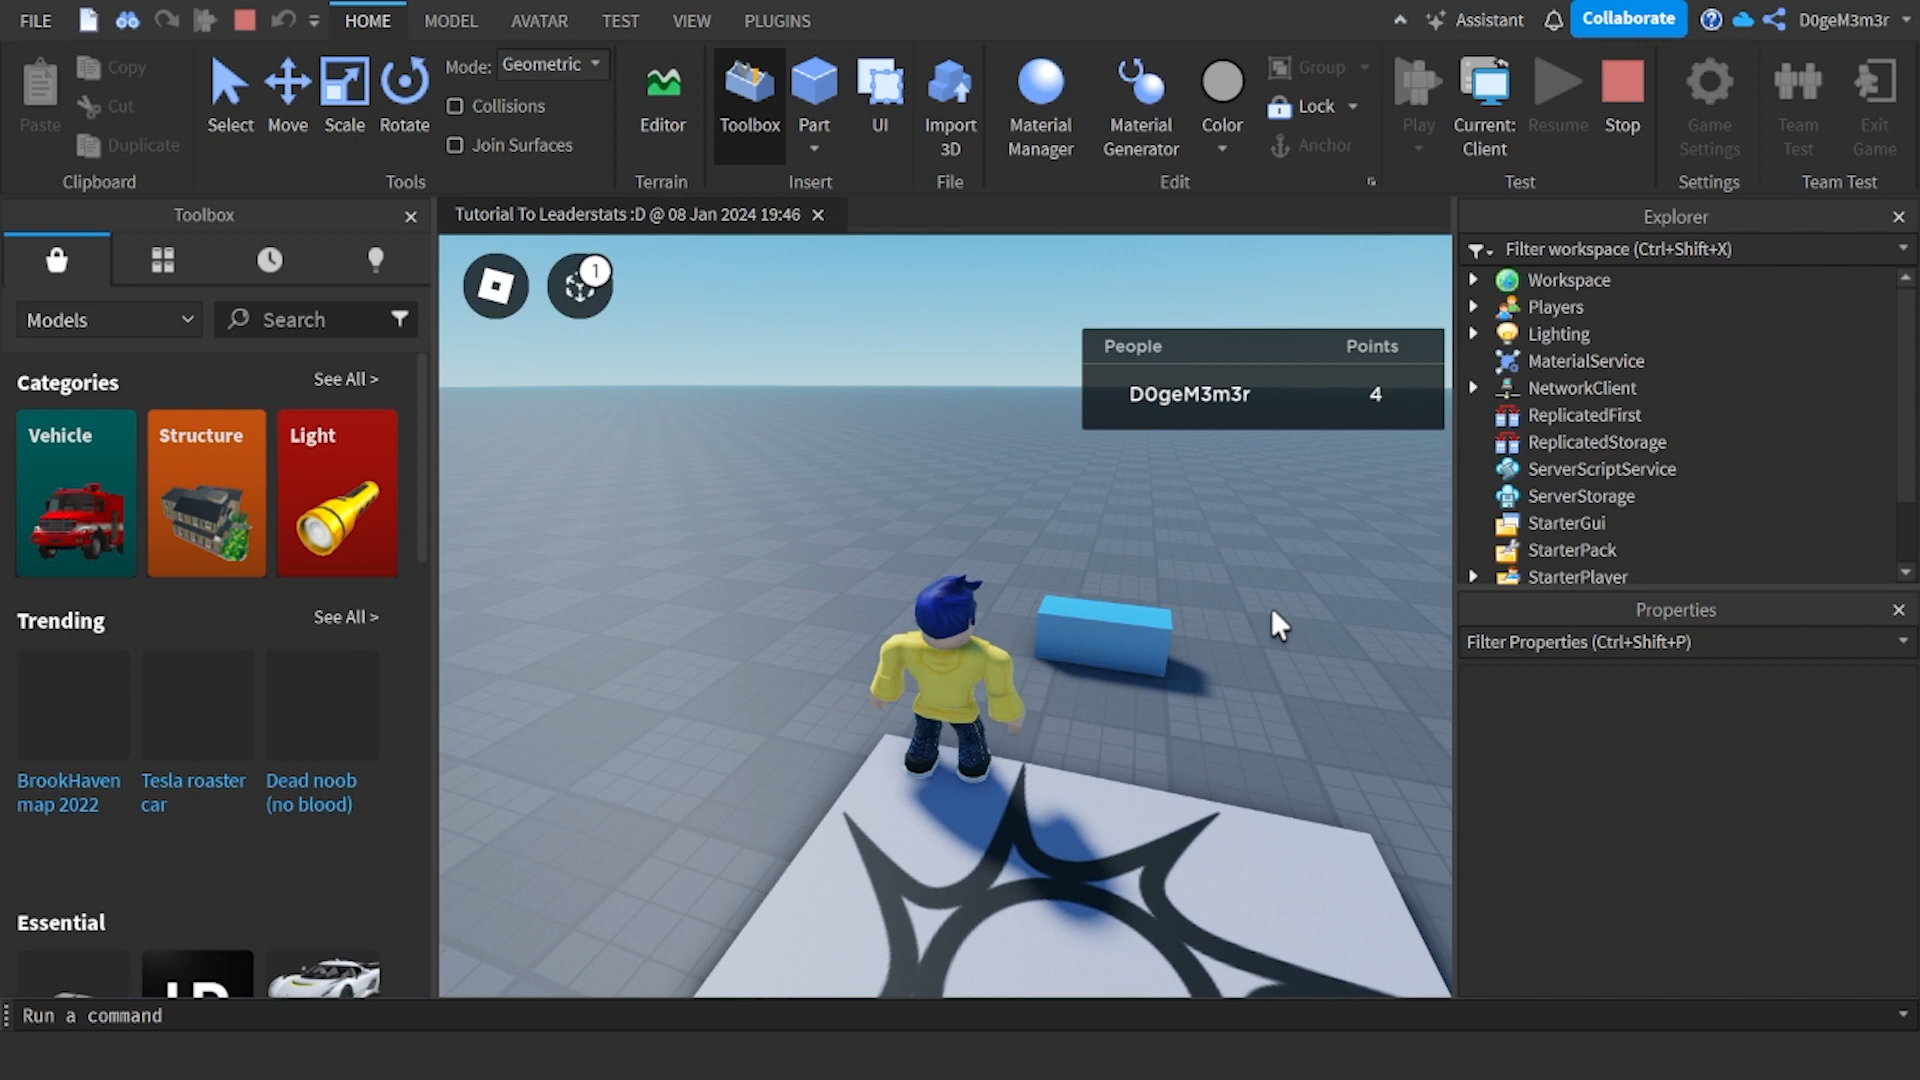 FILE HOME MODEL AVATAR TEST VIEW PLUGINS Assistant Collaborate D0geM3m3r
Paste Copy Cut Duplicate
Select Move Scale Rotate
Mode: Geometric
Collisions
Join Surfaces
Editor Toolbox Part UI Import 3D
Material Manager Material Generator Color
Group
Lock
Anchor
Play Current: Client Resume Stop
Game Settings Team Test Exit Game
Clipboard Tools Terrain Insert File Edit Test Settings Team Test
Toolbox
Models Search
Categories See All >
Vehicle Structure Light
Trending See All >
BrookHaven map 2022
Tesla roaster car
Dead noob (no blood)
Essential
Tutorial To Leaderstats :D @ 08 Jan 2024 19:46
1
People Points
D0geM3m3r 4
Explorer
Filter workspace (Ctrl+Shift+X)
Workspace
Players
Lighting
MaterialService
NetworkClient
ReplicatedFirst
ReplicatedStorage
ServerScriptService
ServerStorage
StarterGui
StarterPack
StarterPlayer
Properties
Filter Properties (Ctrl+Shift+P)
Run a command